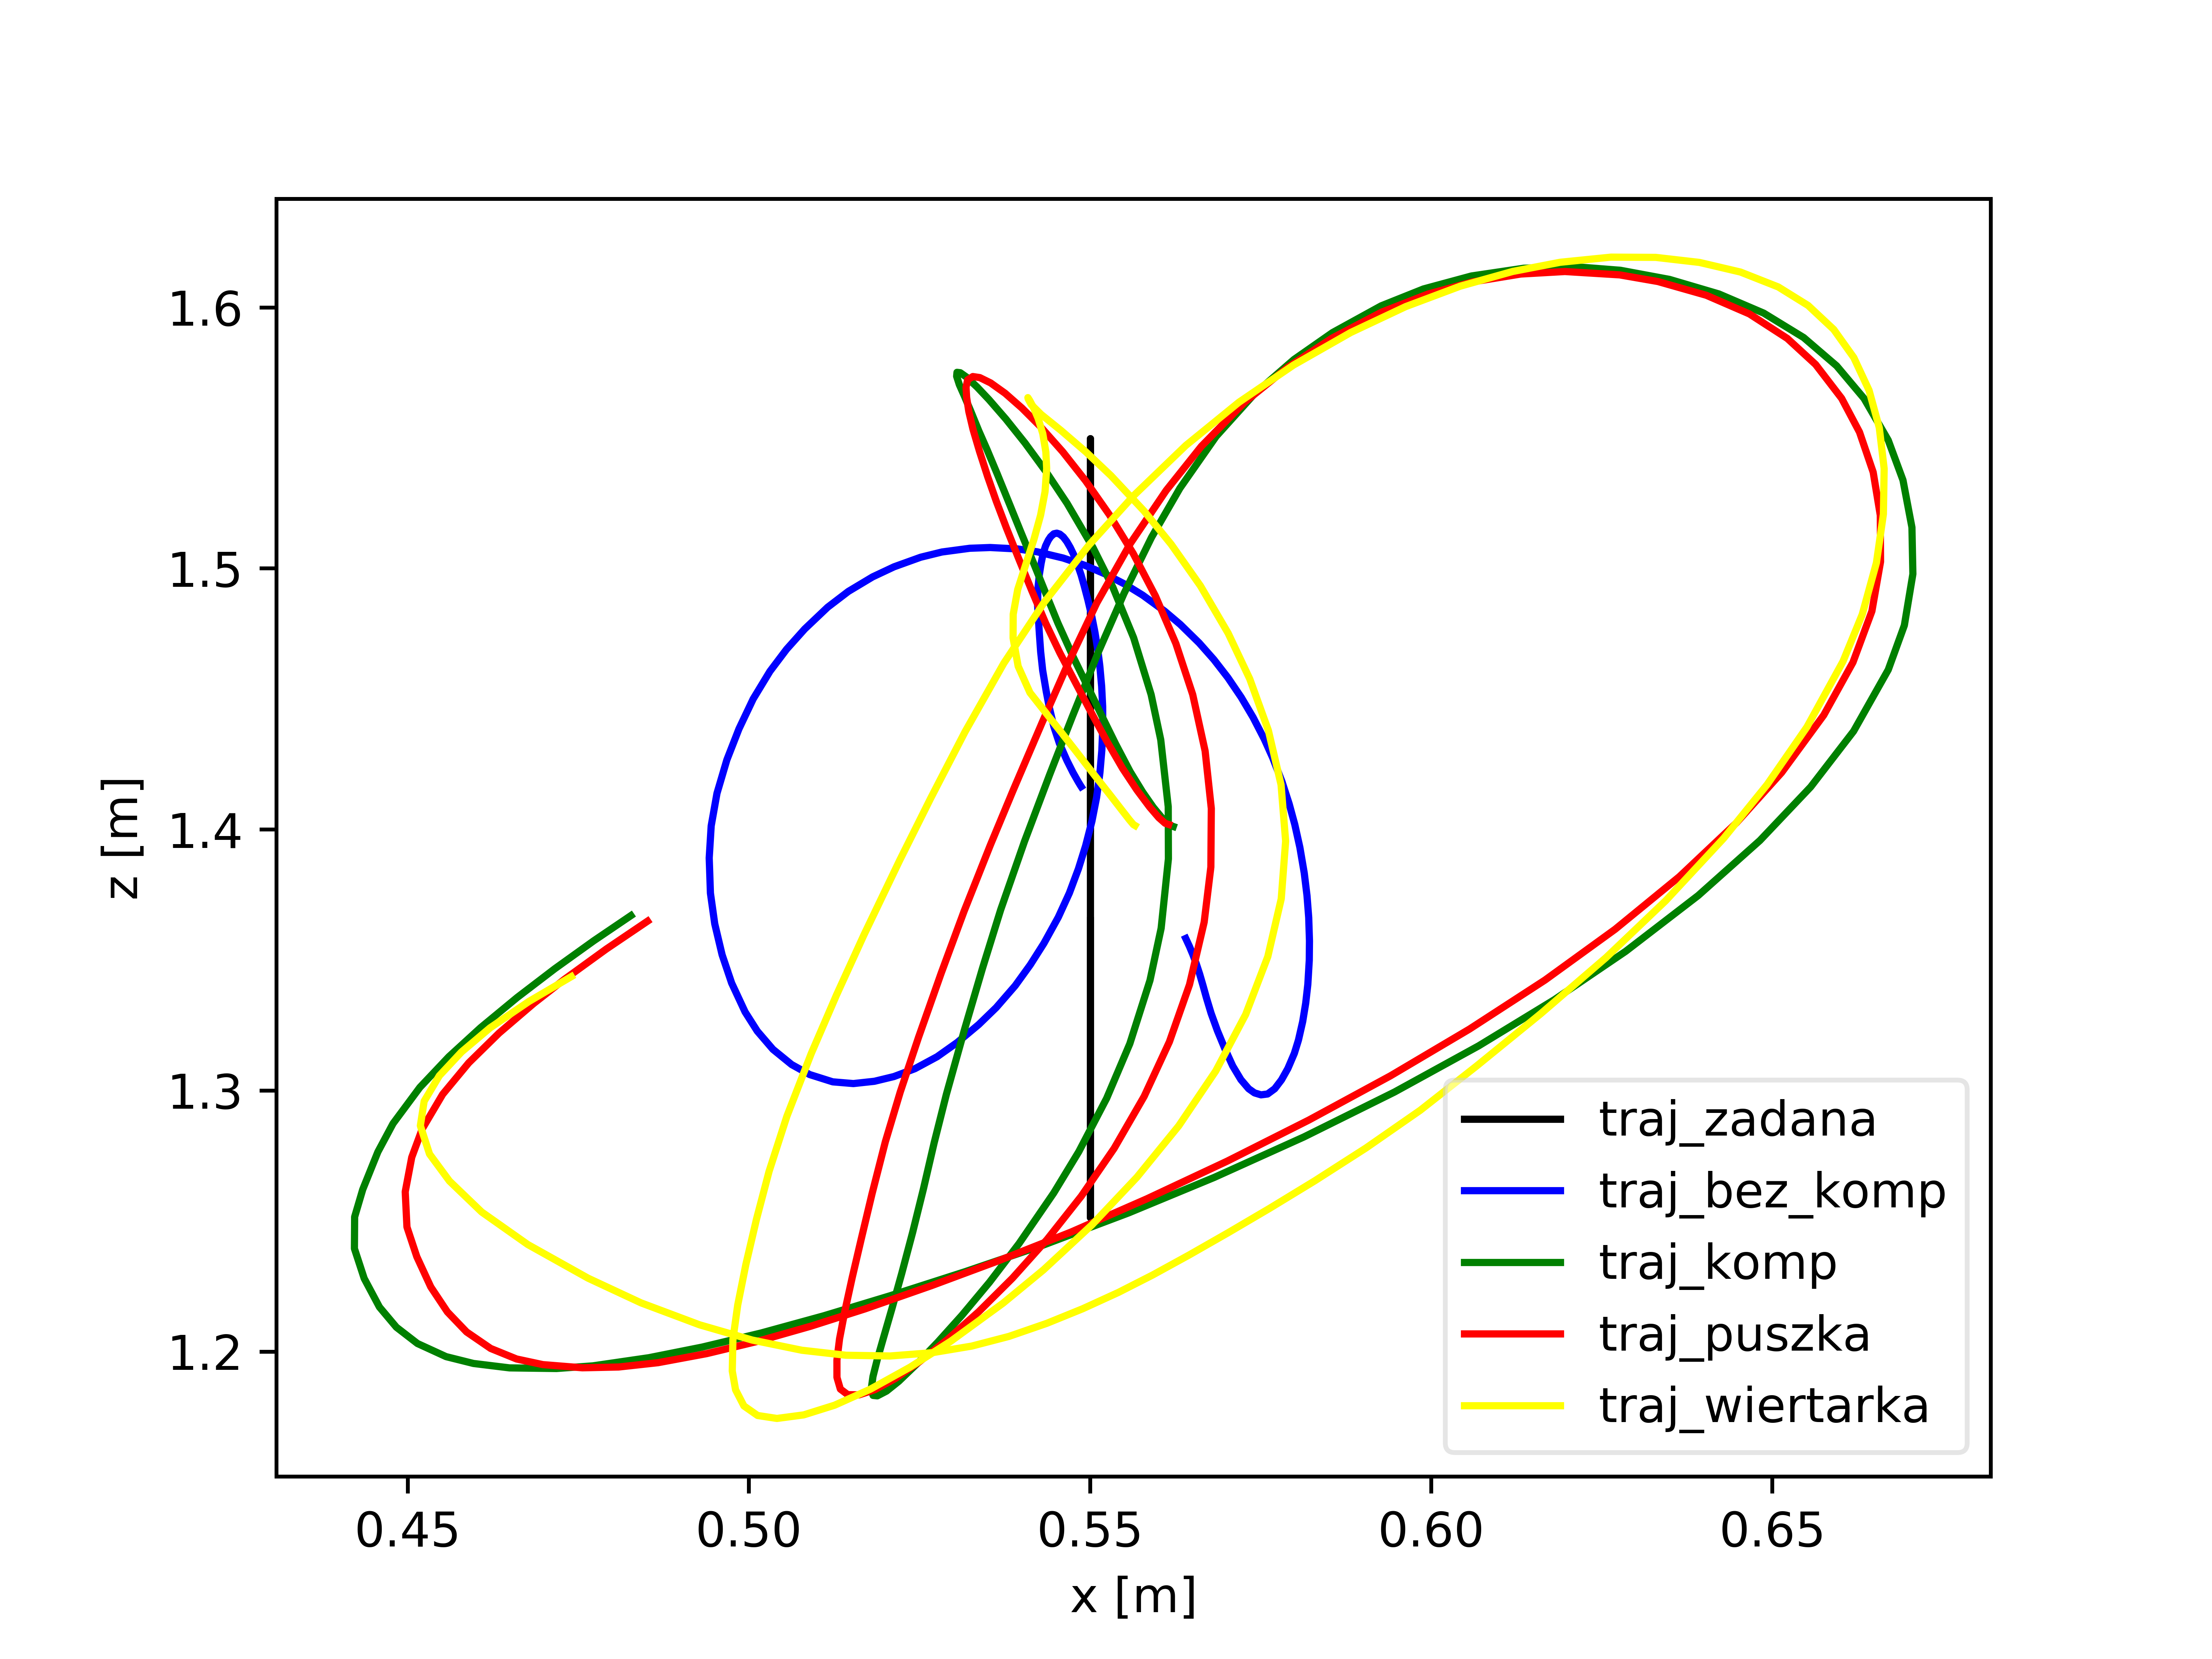 1.6
1.5
1.4
1.3
1.2
z [m]
0.45 0.50 0.55 0.60 0.65
x [m]
traj_zadana
traj_bez_komp
traj_komp
traj_puszka
traj_wiertarka